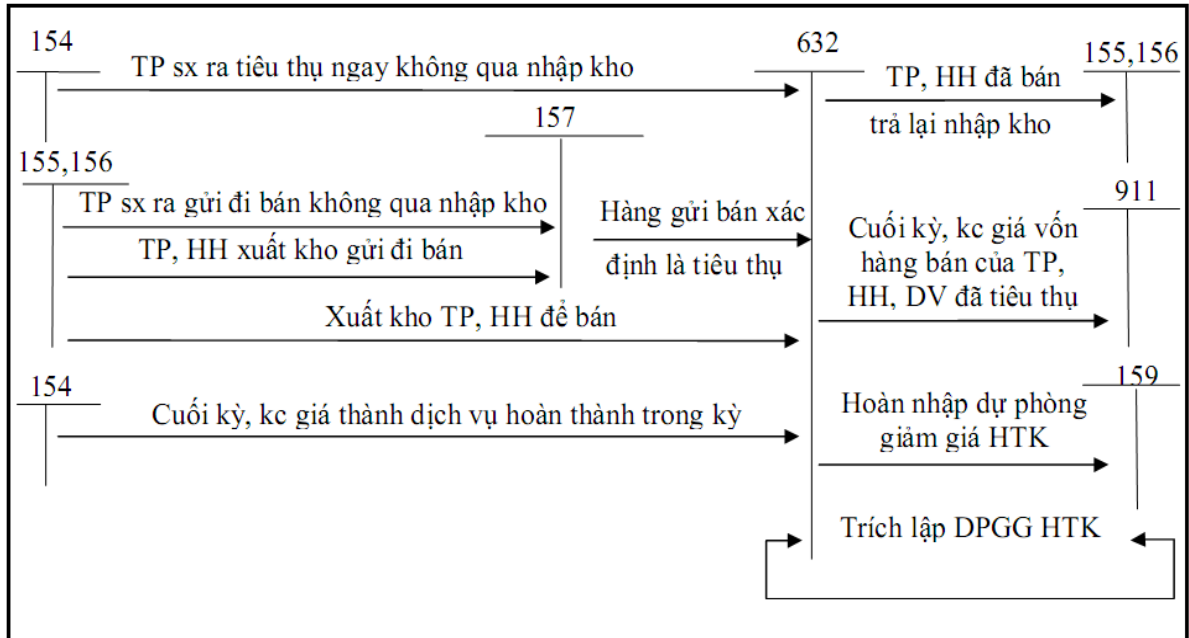 154
TP sx ra tiêu thụ ngay không qua nhập kho
632
TP, HH đã bán
trả lại nhập kho
155,156
157
155,156
TP sx ra gửi đi bán không qua nhập kho
TP, HH xuất kho gửi đi bán
Hàng gửi bán xác
định là tiêu thụ
911
Cuối kỳ, kc giá vốn
hàng bán của TP,
HH, DV đã tiêu thụ
Xuất kho TP, HH để bán
154
Cuối kỳ, kc giá thành dịch vụ hoàn thành trong kỳ
159
Hoàn nhập dự phòng
giảm giá HTK
Trích lập DPGG HTK